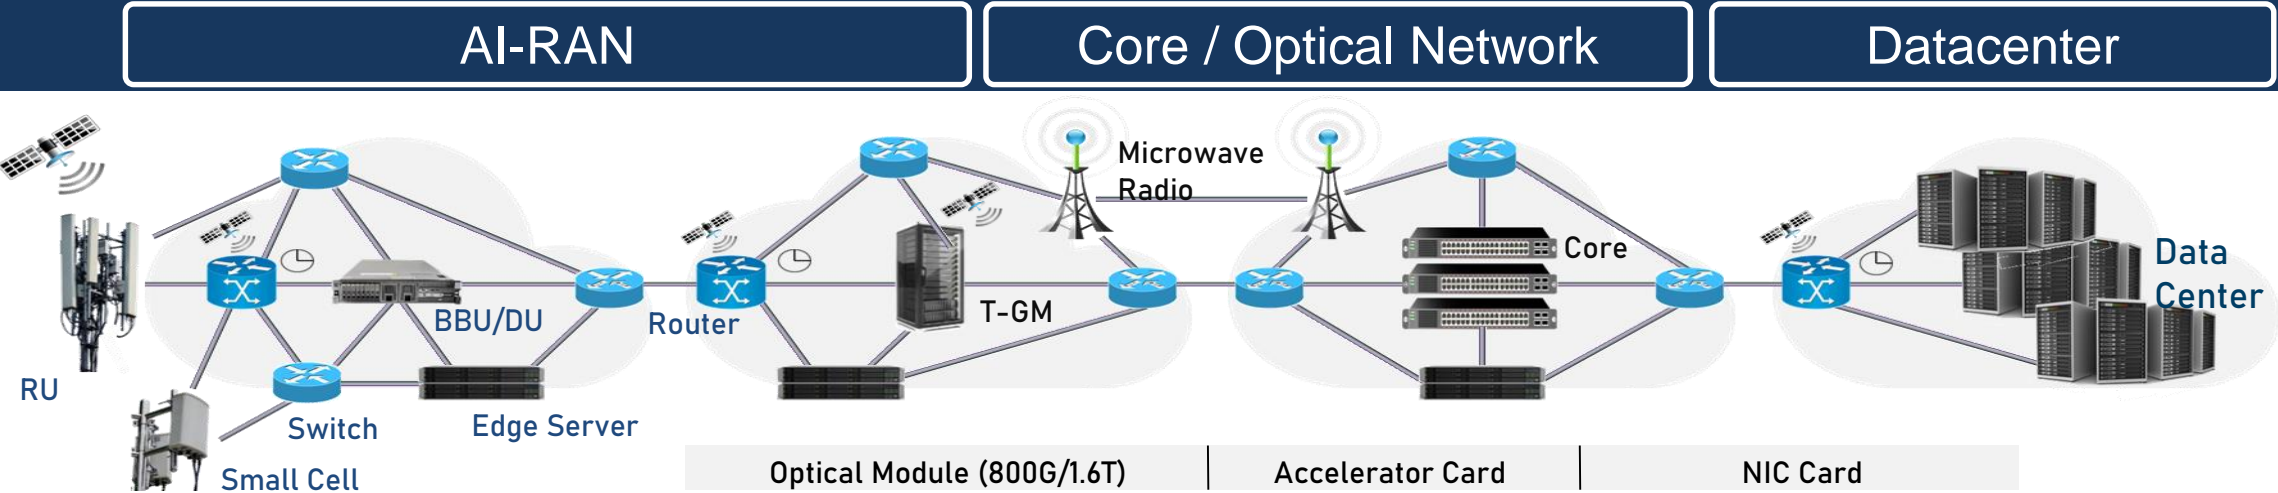 AI-RAN
Core / Optical Network
Datacenter
Microwave
Radio
Core
Data
Center
BBU/DU
Router
T-GM
RU
Switch
Edge Server
Small Cell
Optical Module (800G/1.6T)
Accelerator Card
NIC Card